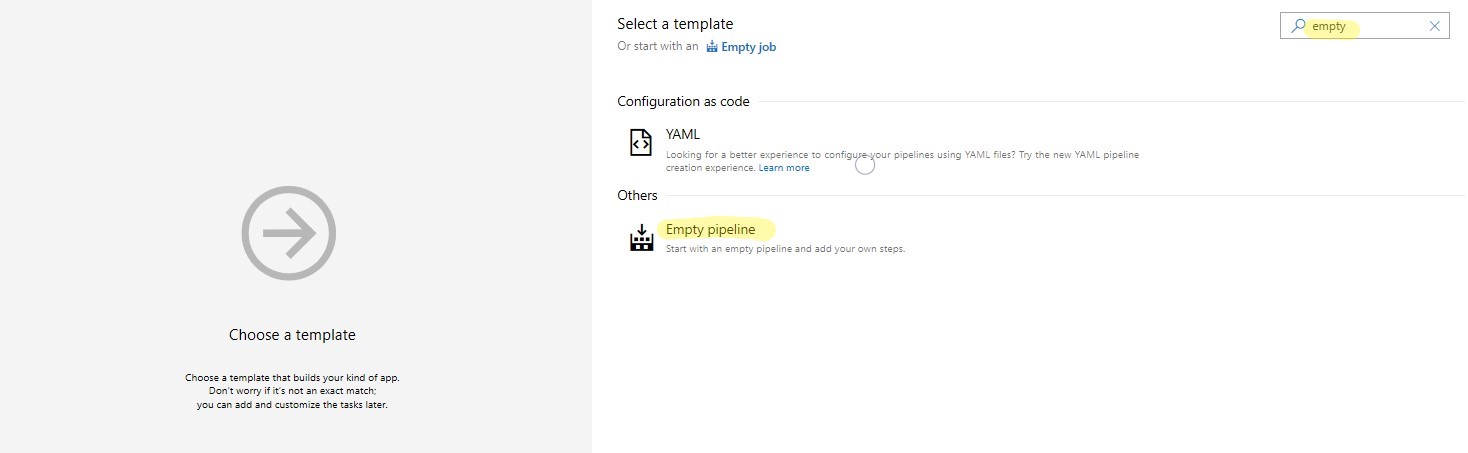 Select a template
empty
Or start with an Empty job
Configuration as code
YAML
Looking for a better experience to configure your pipelines using YAML files? Try the new YAML pipeline
creation experience. Learn more
Others
Empty pipeline
Start with an empty pipeline and add your own steps.
Choose a template
Choose a template that builds your kind of app.
Don't worry if it's not an exact match;
you can add and customize the tasks later.